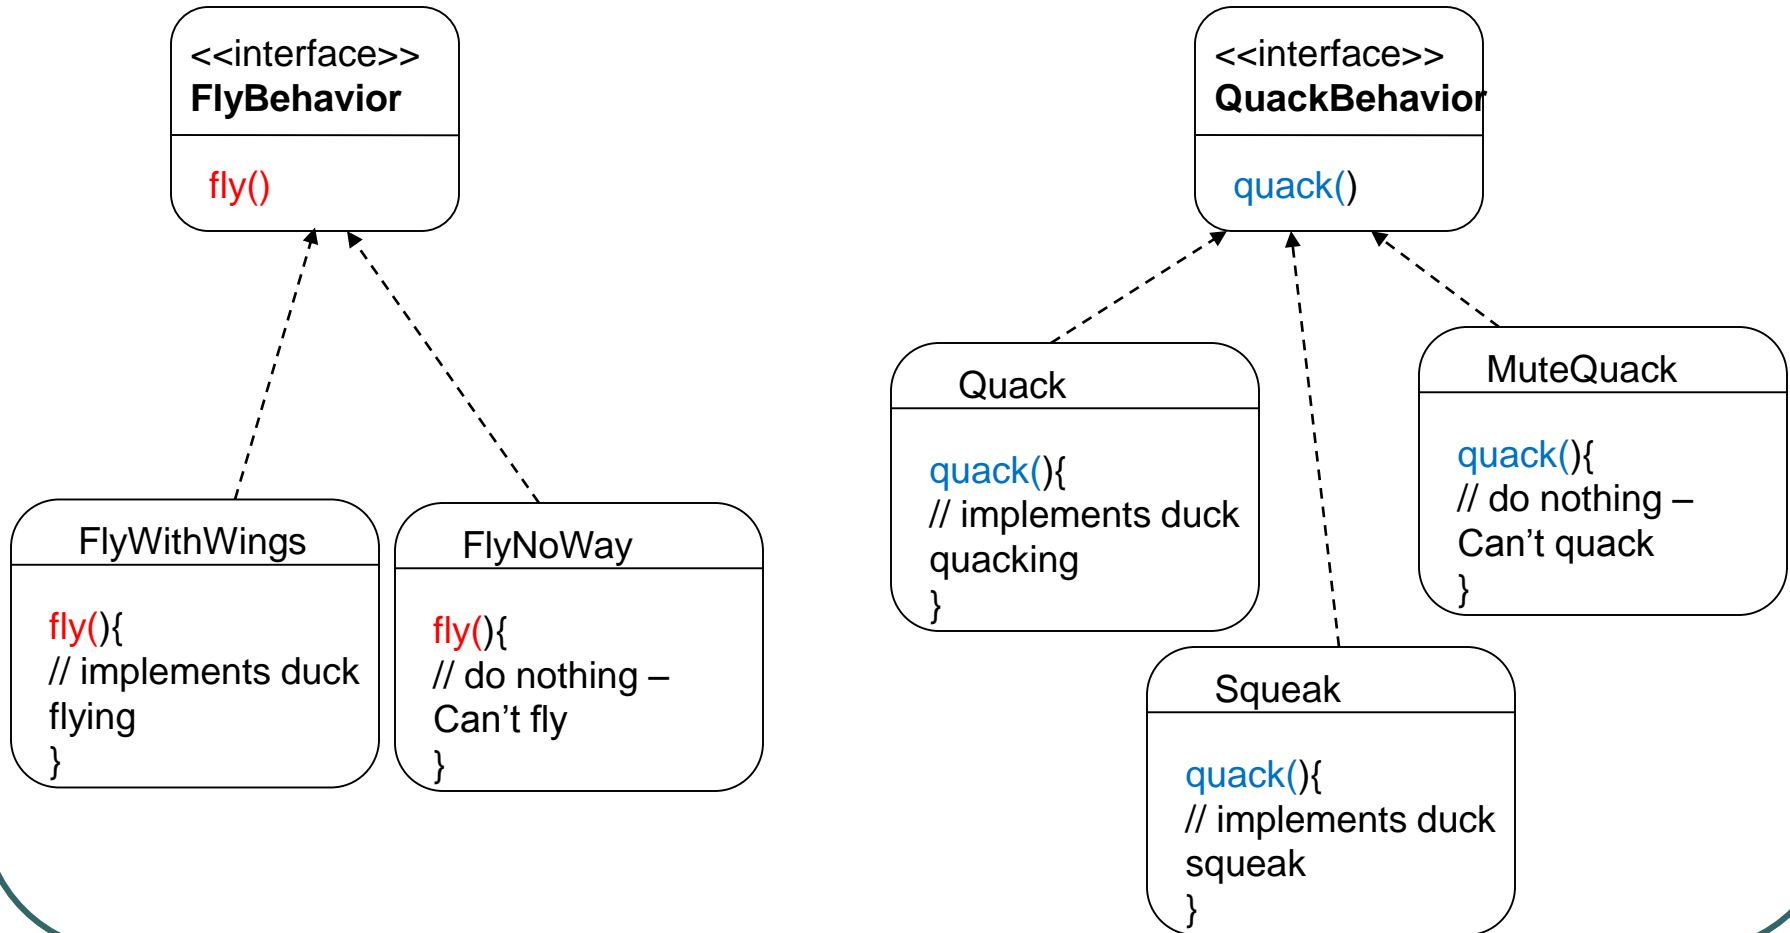 <<interface>>
FlyBehavior
fly()
<<interface>>
QuackBehavior
quack()
FlyWithWings
fly(){
// implements duck
flying
}
FlyNoWay
fly(){
// do nothing –
Can’t fly
}
Quack
quack(){
// implements duck
quacking
}
Squeak
quack(){
// implements duck
squeak
}
MuteQuack
quack(){
// do nothing –
Can’t quack
}